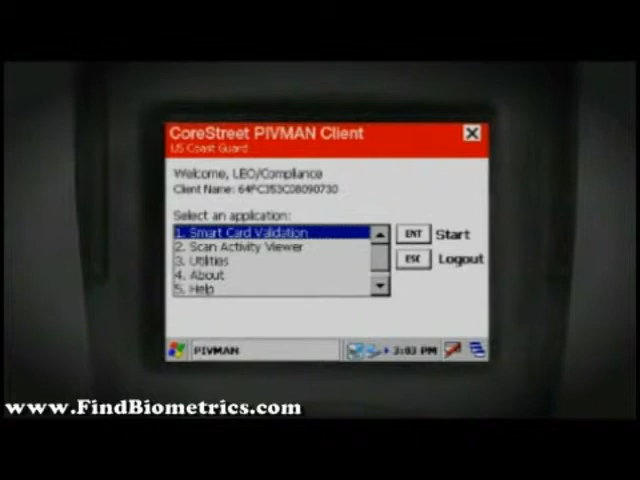 CoreStreet PIVMAN Client
US Coast Guard
Welcome, LEO/Compliance
Client Name: 64FC353C08090730
Select an application:
1. Smart Card Validation
2. Scan Activity Viewer
3. Utilities
4. About
5. Help
ENT Start
ESC Logout
PIVMAN
3:03 PM
www.FindBiometrics.com